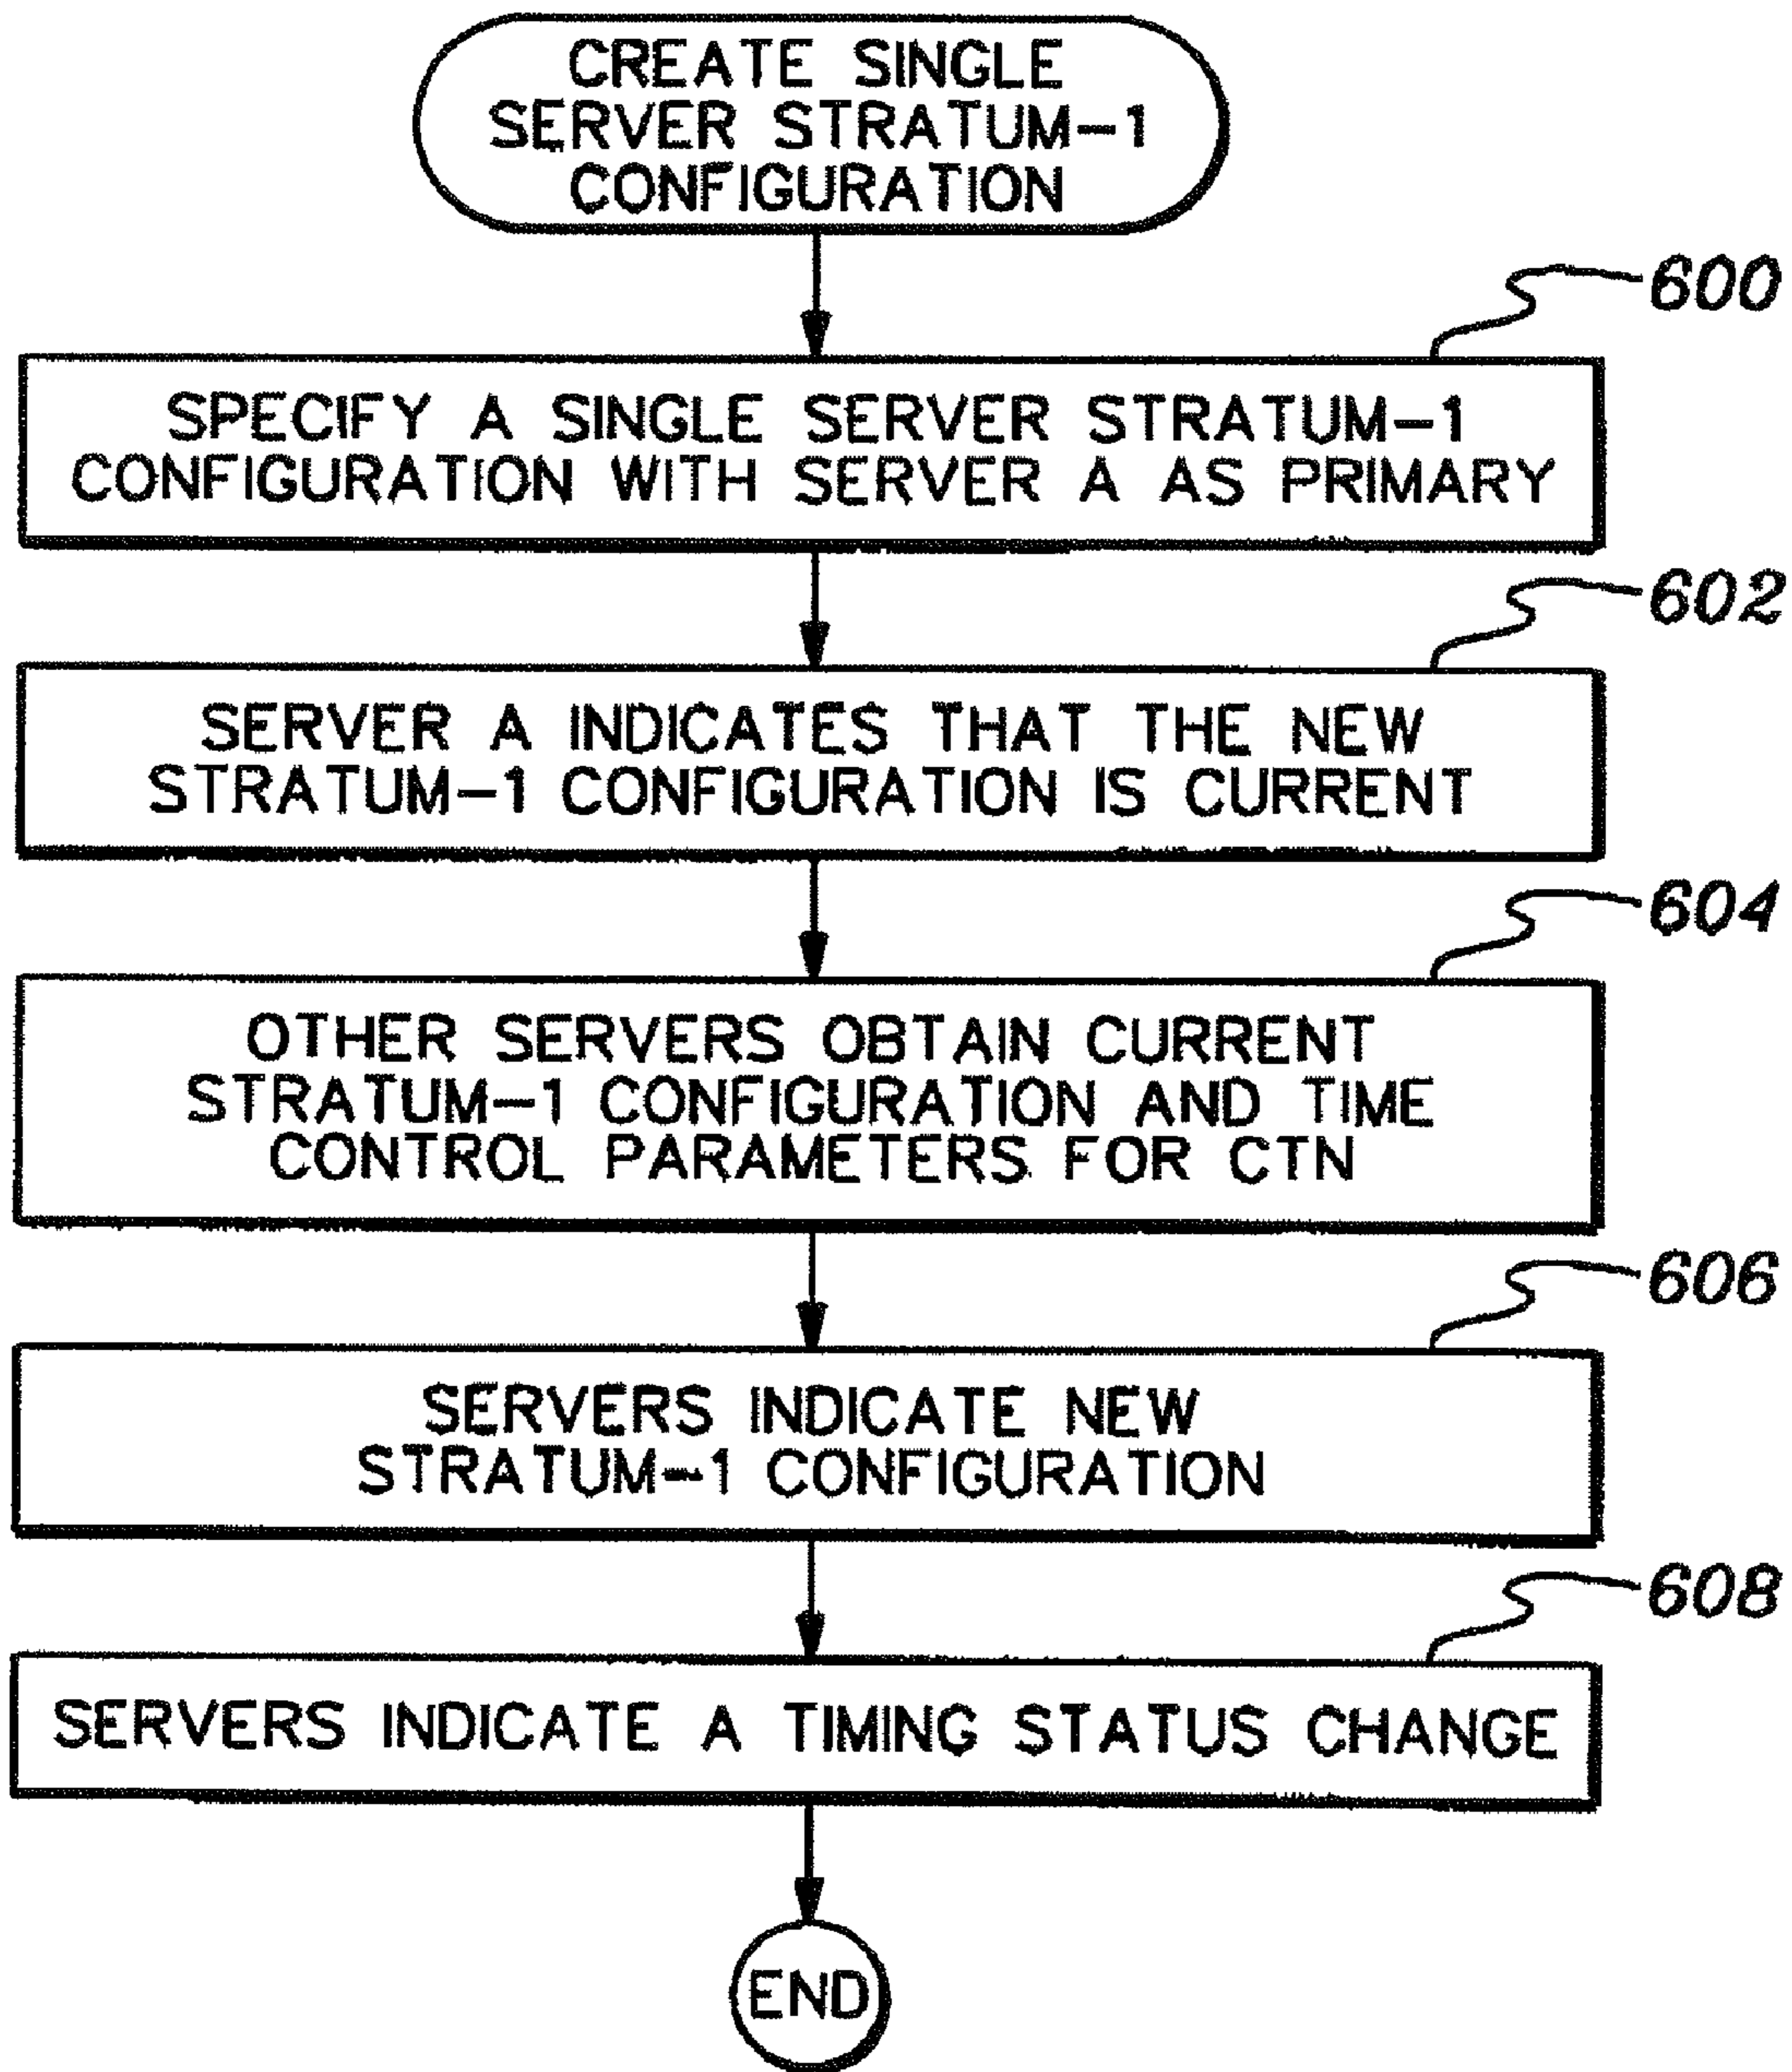 CREATE SINGLE
SERVER STRATUM-1
CONFIGURATION
600
SPECIFY A SINGLE SERVER STRATUM-1
CONFIGURATION WITH SERVER A AS PRIMARY
602
SERVER A INDICATES THAT THE NEW
STRATUM-1 CONFIGURATION IS CURRENT
604
OTHER SERVERS OBTAIN CURRENT
STRATUM-1 CONFIGURATION AND TIME
CONTROL PARAMETERS FOR CTN
606
SERVERS INDICATE NEW
STRATUM-1 CONFIGURATION
608
SERVERS INDICATE A TIMING STATUS CHANGE
END